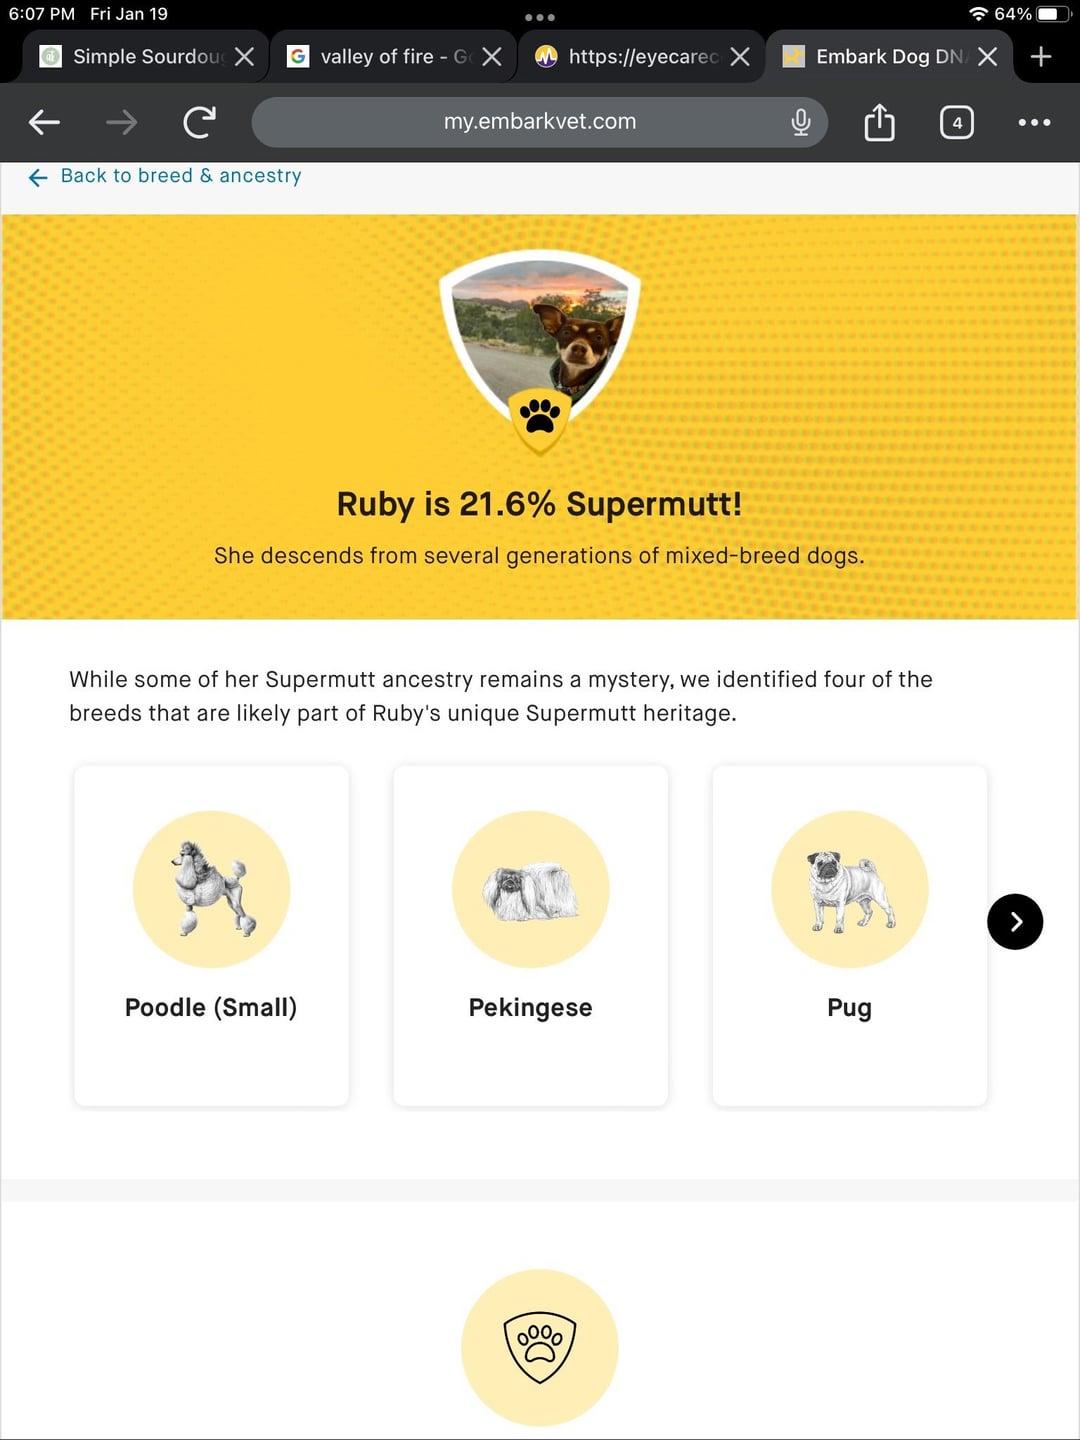 6:07 PM Fri Jan 19
64%
Simple Sourdou
valley of fire - Go
https://eyecarec
Embark Dog DNA
my.embarkvet.com
4
Back to breed & ancestry
Ruby is 21.6% Supermutt!
She descends from several generations of mixed-breed dogs.
While some of her Supermutt ancestry remains a mystery, we identified four of the
breeds that are likely part of Ruby's unique Supermutt heritage.
Poodle (Small)
Pekingese
Pug